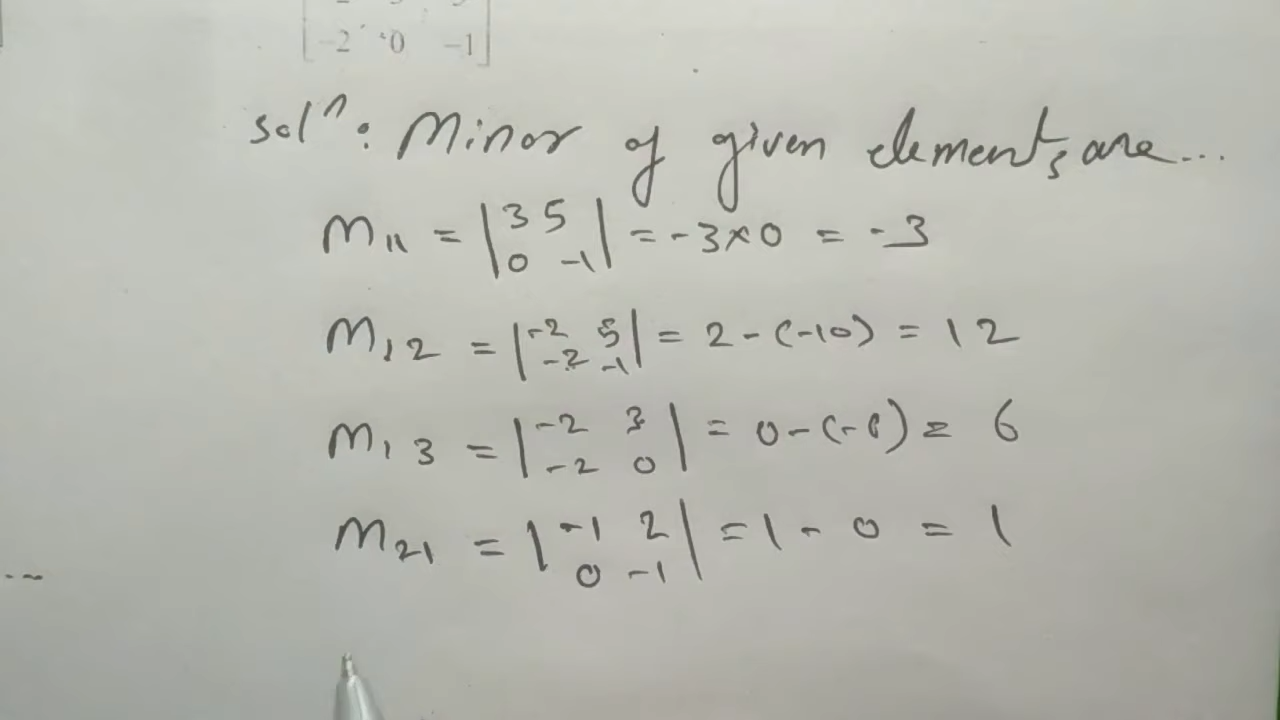 -2 0 -1
solⁿ: Minor of given elements are...
M₁₁ = |3 5; 0 -1| = -3×0 = -3
M₁₂ = |-2 5; -2 -1| = 2-(-10) = 12
M₁₃ = |-2 3; -2 0| = 0-(-6) = 6
M₂₁ = |-1 2; 0 -1| = 1-0 = 1